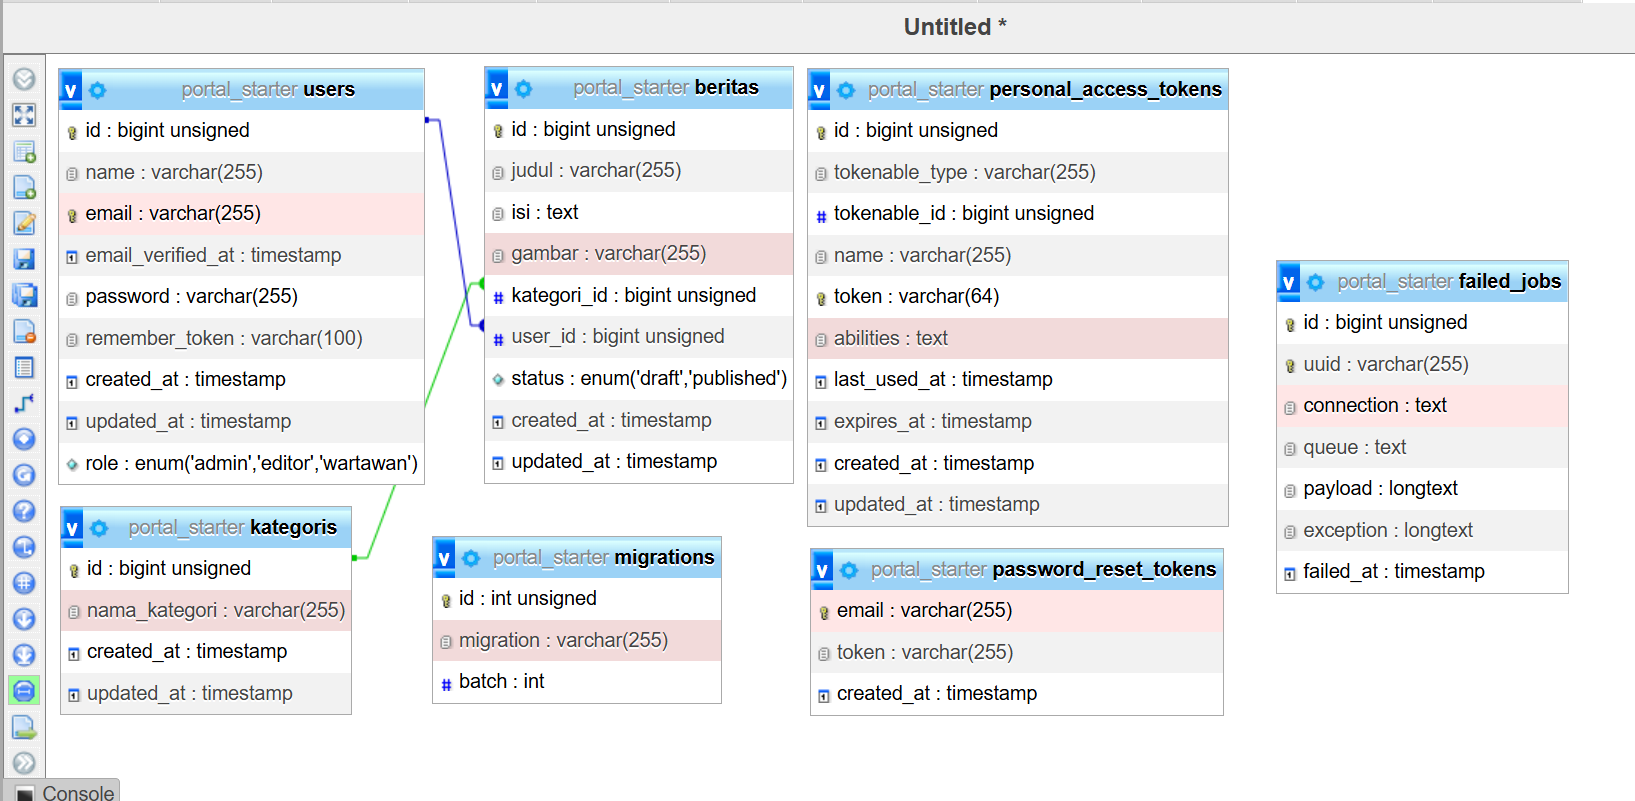 Untitled *
portal_starter users
id : bigint unsigned
name : varchar(255)
email : varchar(255)
email_verified_at : timestamp
password : varchar(255)
remember_token : varchar(100)
created_at : timestamp
updated_at : timestamp
role : enum('admin','editor','wartawan')
portal_starter beritas
id : bigint unsigned
judul : varchar(255)
isi : text
gambar : varchar(255)
kategori_id : bigint unsigned
user_id : bigint unsigned
status : enum('draft','published')
created_at : timestamp
updated_at : timestamp
portal_starter personal_access_tokens
id : bigint unsigned
tokenable_type : varchar(255)
tokenable_id : bigint unsigned
name : varchar(255)
token : varchar(64)
abilities : text
last_used_at : timestamp
expires_at : timestamp
created_at : timestamp
updated_at : timestamp
portal_starter failed_jobs
id : bigint unsigned
uuid : varchar(255)
connection : text
queue : text
payload : longtext
exception : longtext
failed_at : timestamp
portal_starter kategoris
id : bigint unsigned
nama_kategori : varchar(255)
created_at : timestamp
updated_at : timestamp
portal_starter migrations
id : int unsigned
migration : varchar(255)
batch : int
portal_starter password_reset_tokens
email : varchar(255)
token : varchar(255)
created_at : timestamp
Console